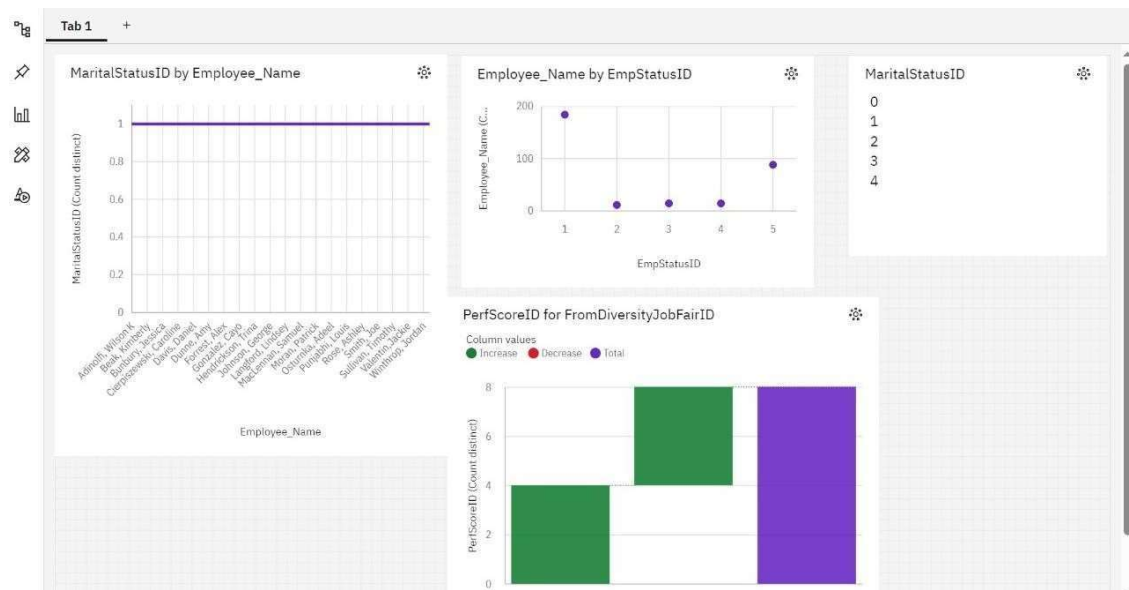 Tab 1 +
MaritalStatusID by Employee_Name
MaritalStatusID (Count distinct)
1
0.8
0.6
0.4
0.2
0
Adinolfi, Wilson K
Beak, Kimberly
Bunbury, Jessica
Cierpiszewski, Caroline
Davis, Daniel
Dunne, Amy
Forrest, Alex
Gonzalez, Cayo
Hendrickson, Trina
Johnson, George
Langford, Lindsey
MacLennan, Samuel
Moran, Patrick
Osturnka, Adeel
Punjabhi, Louis
Rose, Ashley
Smith, Joe
Sullivan, Timothy
Valentin,Jackie
Winthrop, Jordan
Employee_Name
Employee_Name by EmpStatusID
Employee_Name (C...
200
100
0
1 2 3 4 5
EmpStatusID
MaritalStatusID
0
1
2
3
4
PerfScoreID for FromDiversityJobFairID
Column values
Increase Decrease Total
PerfScoreID (Count distinct)
8
6
4
2
0